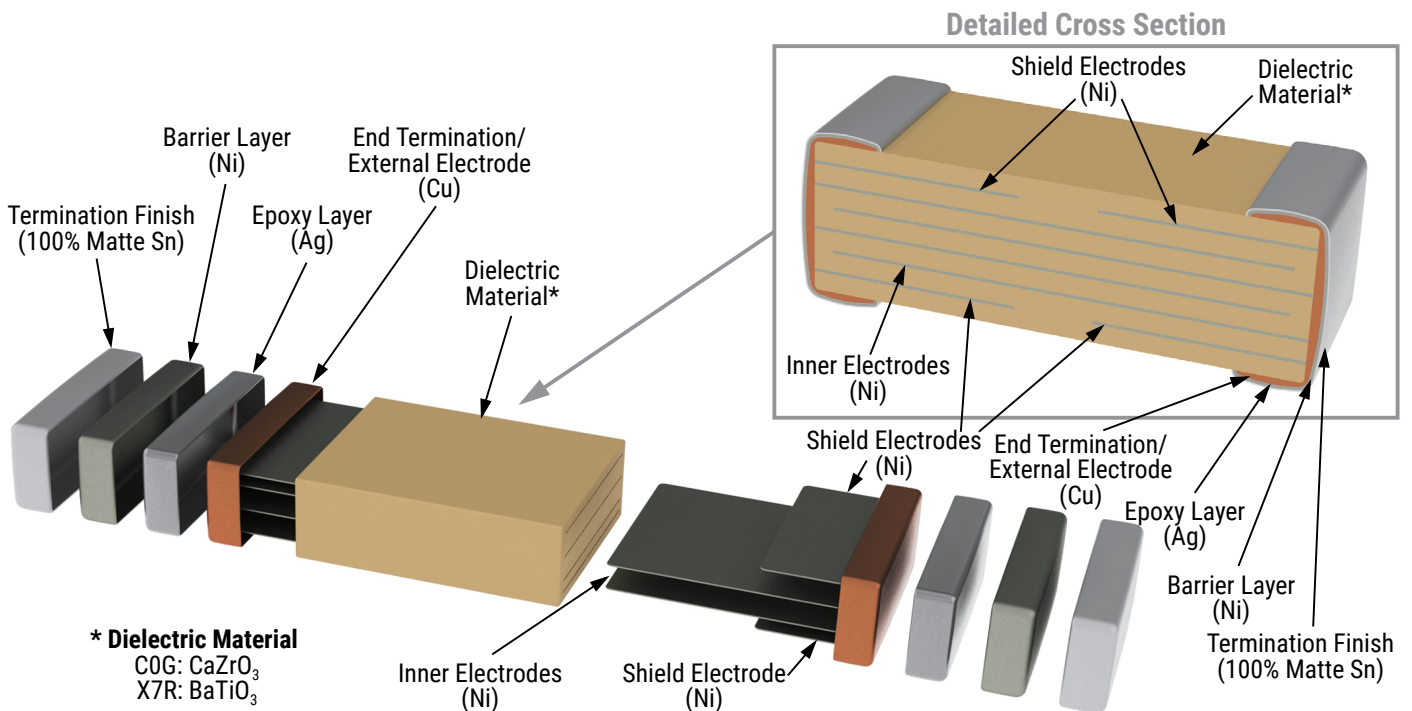 Detailed Cross Section
Shield Electrodes
(Ni)
Dielectric
Material*
Barrier Layer
(Ni)
End Termination/
External Electrode
(Cu)
Termination Finish
(100% Matte Sn)
Epoxy Layer
(Ag)
Dielectric
Material*
Inner Electrodes
(Ni)
Shield Electrodes
(Ni)
End Termination/
External Electrode
(Cu)
Epoxy Layer
(Ag)
Barrier Layer
(Ni)
Termination Finish
(100% Matte Sn)
* Dielectric Material
C0G: CaZrO₃
X7R: BaTiO₃
Inner Electrodes
(Ni)
Shield Electrode
(Ni)